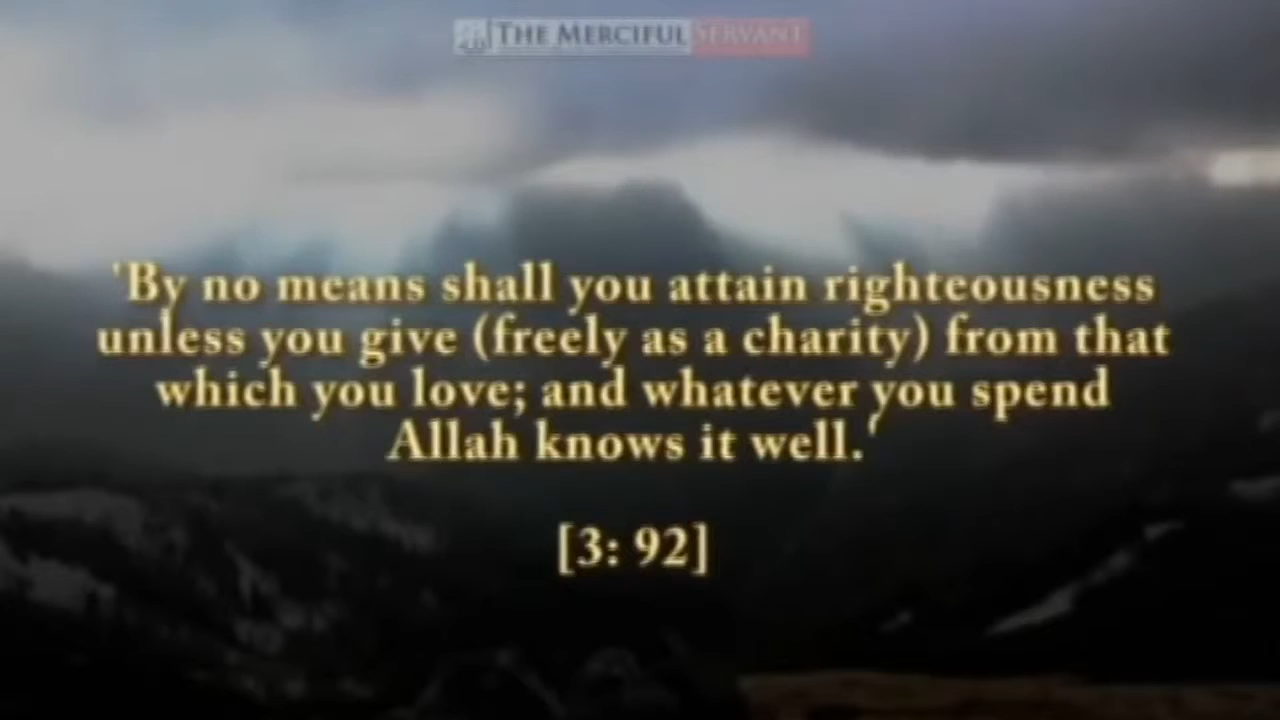 THE MERCIFUL SERVANT
'By no means shall you attain righteousness
unless you give (freely as a charity) from that
which you love; and whatever you spend
Allah knows it well.'
[3: 92]